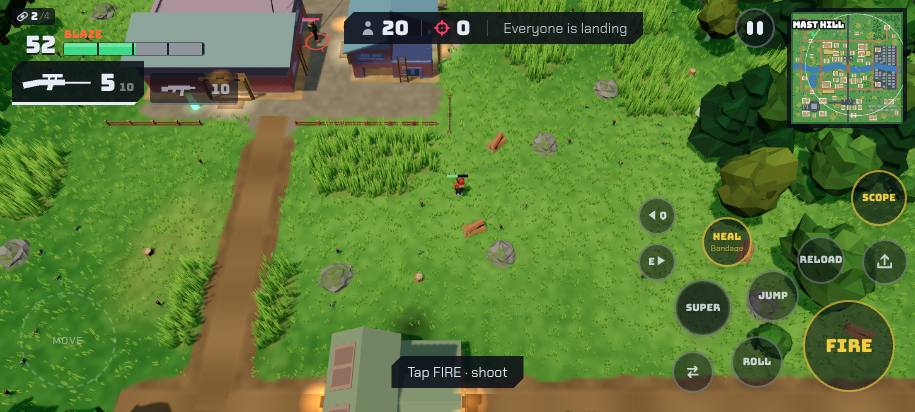 2/4
52
BLAZE
5 10
10
20
0
Everyone is landing
MAST HILL
SCOPE
Q
HEAL
Bandage
E
RELOAD
SUPER
JUMP
MOVE
FIRE
ROLL
Tap FIRE · shoot